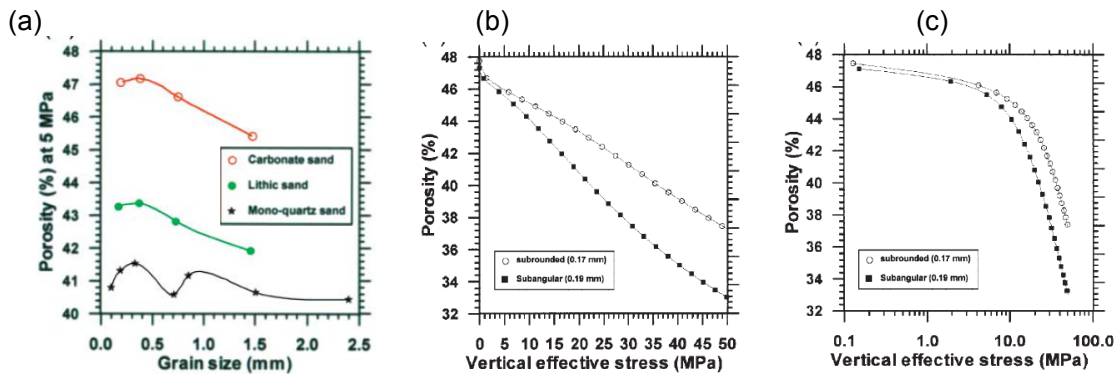 (a)
48
47
46
45
44
43
42
41
40
Porosity (%) at 5 MPa
Carbonate sand
Lithic sand
Mono-quartz sand
0.0 0.5 1.0 1.5 2.0 2.5
Grain size (mm)
(b)
48
46
44
42
40
38
36
34
32
Porosity (%)
subrounded (0.17 mm)
Subangular (0.19 mm)
0 5 10 15 20 25 30 35 40 45 50
Vertical effective stress (MPa)
(c)
48
46
44
42
40
38
36
34
32
Porosity (%)
subrounded (0.17 mm)
Subangular (0.19 mm)
0.1 1.0 10.0 100.0
Vertical effective stress (MPa)